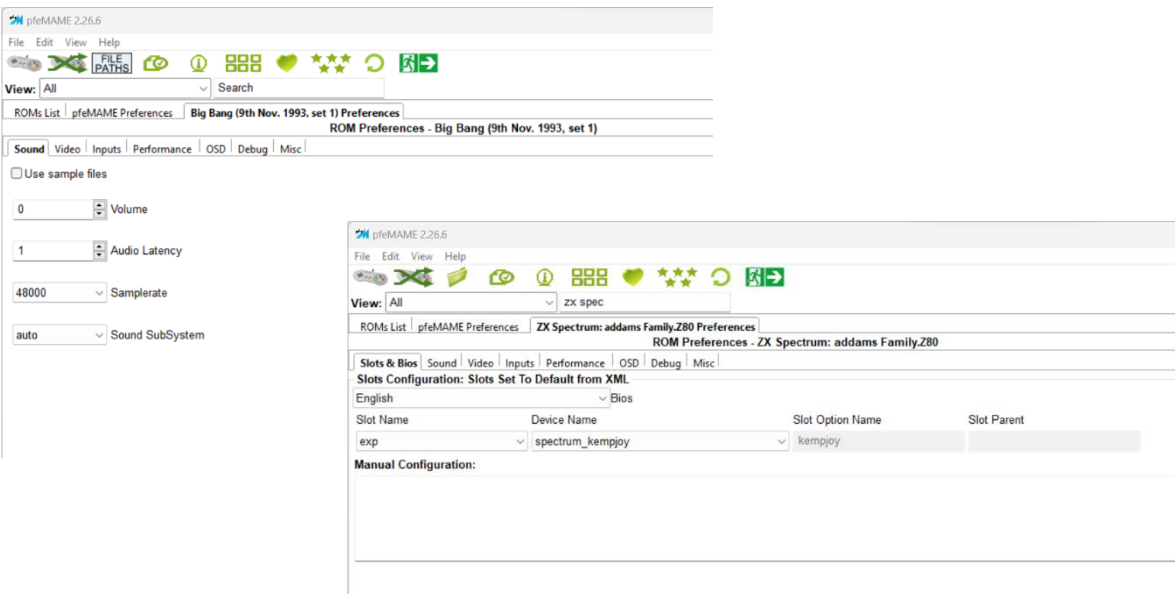 pfeMAME 2.26.6
File Edit View Help
FILE PATHS
View: All Search
ROMs List pfeMAME Preferences Big Bang (9th Nov. 1993, set 1) Preferences
ROM Preferences - Big Bang (9th Nov. 1993, set 1)
Sound Video Inputs Performance OSD Debug Misc
Use sample files
0 Volume
1 Audio Latency
48000 Samplerate
auto Sound SubSystem
pfeMAME 2.26.6
File Edit View Help
View: All zx spec
ROMs List pfeMAME Preferences ZX Spectrum: addams Family.Z80 Preferences
ROM Preferences - ZX Spectrum: addams Family.Z80
Slots & Bios Sound Video Inputs Performance OSD Debug Misc
Slots Configuration: Slots Set To Default from XML
English Bios
Slot Name Device Name Slot Option Name Slot Parent
exp spectrum_kempjoy kempjoy
Manual Configuration: